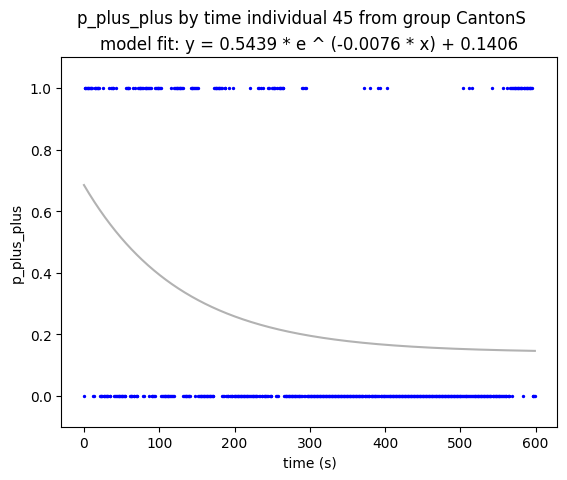 p_plus_plus by time individual 45 from group CantonS
model fit: y = 0.5439 * e ^ (-0.0076 * x) + 0.1406
1.0
0.8
0.6
0.4
0.2
0.0
p_plus_plus
0 100 200 300 400 500 600
time (s)